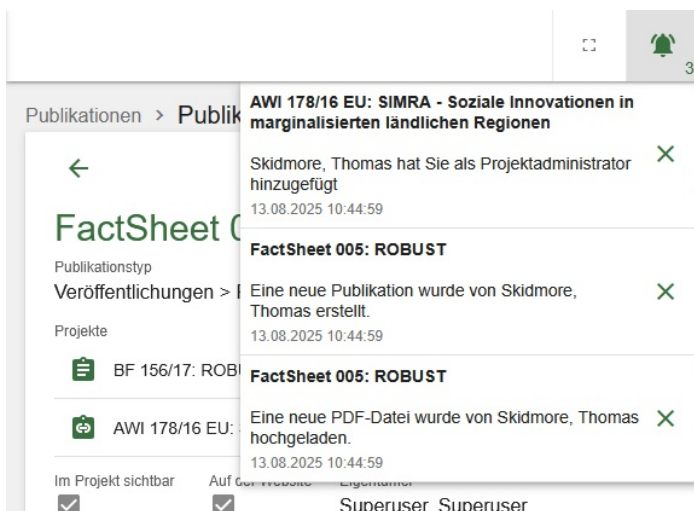 3
Publikationen > Publik
AWI 178/16 EU: SIMRA - Soziale Innovationen in
marginalisierten ländlichen Regionen
Skidmore, Thomas hat Sie als Projektadministrator
hinzugefügt
13.08.2025 10:44:59
FactSheet 005: ROBUST
Eine neue Publikation wurde von Skidmore,
Thomas erstellt.
13.08.2025 10:44:59
FactSheet 005: ROBUST
Eine neue PDF-Datei wurde von Skidmore, Thomas
hochgeladen.
13.08.2025 10:44:59
FactSheet
Publikationstyp
Veröffentlichungen >
Projekte
BF 156/17: ROB
AWI 178/16 EU:
Im Projekt sichtbar
Auf der Website
Eigentümer
Superuser, Superuser